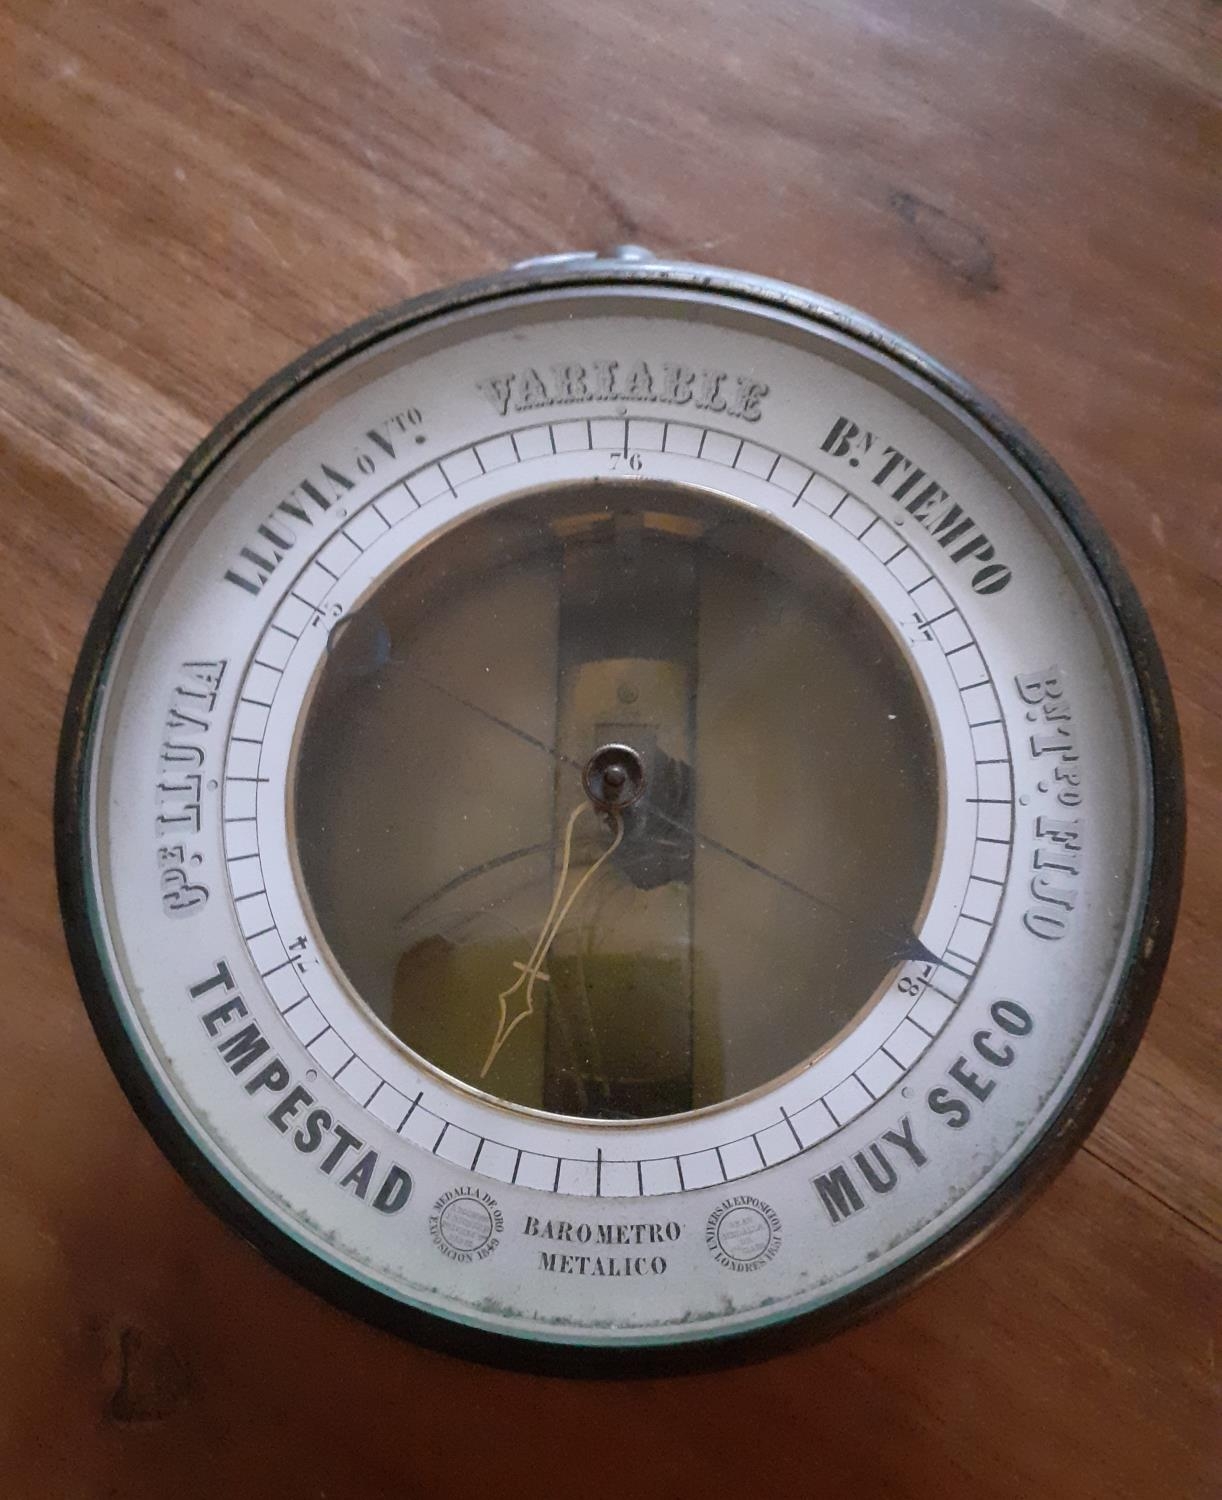 VARIABLE
Bᴺ. TIEMPO
Bᴺ. Tᴾᴼ. FIJO
MUY SECO
LLUVIA ó Vᵀᴼ.
Gᴰᴱ. LLUVIA
TEMPESTAD
76
77
78
75
74
MEDALLA DE ORO
EXPOSICION 1849
BAROMETRO
METALICO
UNIVERSAL EXPOSICION
LONDRES 1851